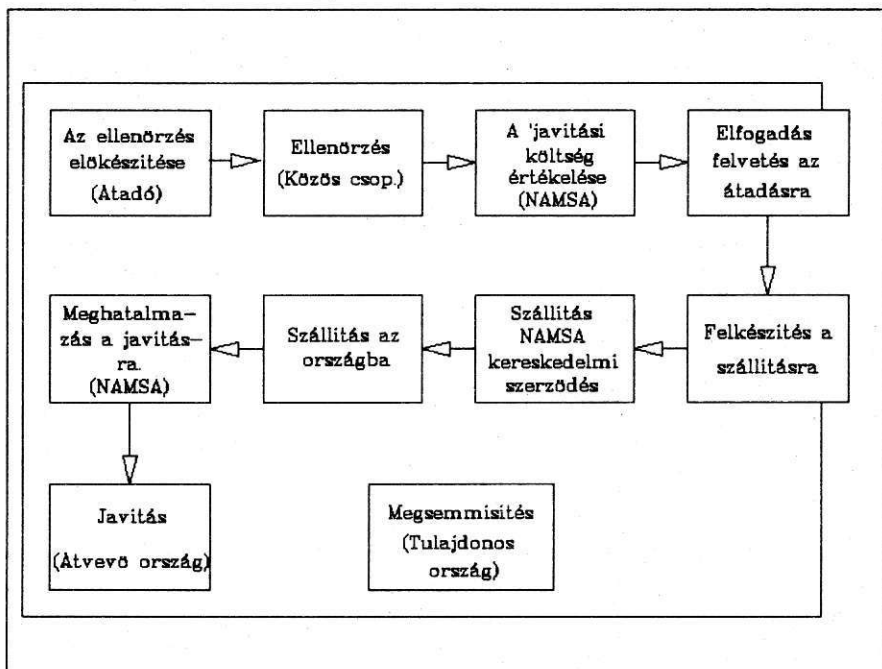 Az ellenörzés
elökészitése
(Átadó)
Ellenörzés
(Közös csop.)
A 'javitási
költség
értékelése
(NAMSA)
Elfogadás
felvetés az
átadásra
Meghatalma-
zás a javitás-
ra.
(NAMSA)
Szállitás az
országba
Szállitás
NAMSA
kereskedelmi
szerzödés
Felkészités a
szállitásra
Javitás
(Átvevö ország)
Megsemmisités
(Tulajdonos
ország)